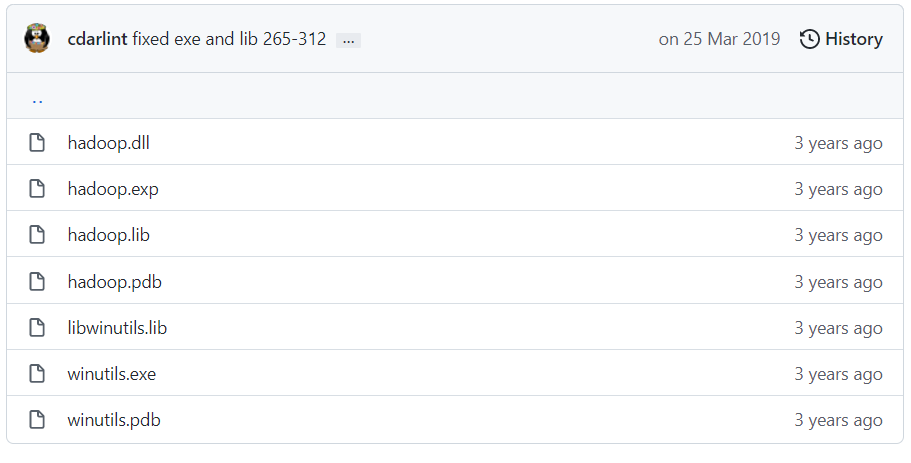 cdarlint fixed exe and lib 265-312 ... on 25 Mar 2019 History
..
hadoop.dll 3 years ago
hadoop.exp 3 years ago
hadoop.lib 3 years ago
hadoop.pdb 3 years ago
libwinutils.lib 3 years ago
winutils.exe 3 years ago
winutils.pdb 3 years ago